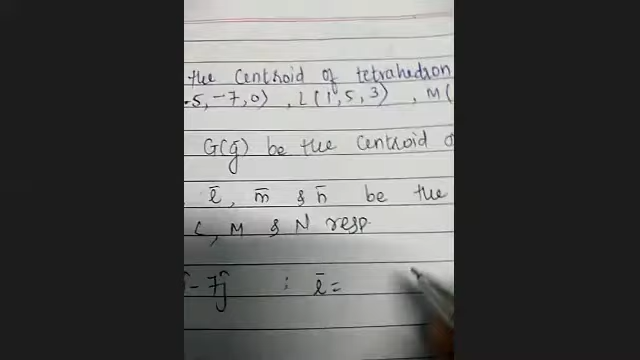 the Centroid of tetrahedron
-5, -7, 0) , L(1, 5, 3) , M(
G(g̅) be the Centroid o
l̅, m̅ & n̅ be the
L, M & N resp.
- 7ĵ ; l̅ =